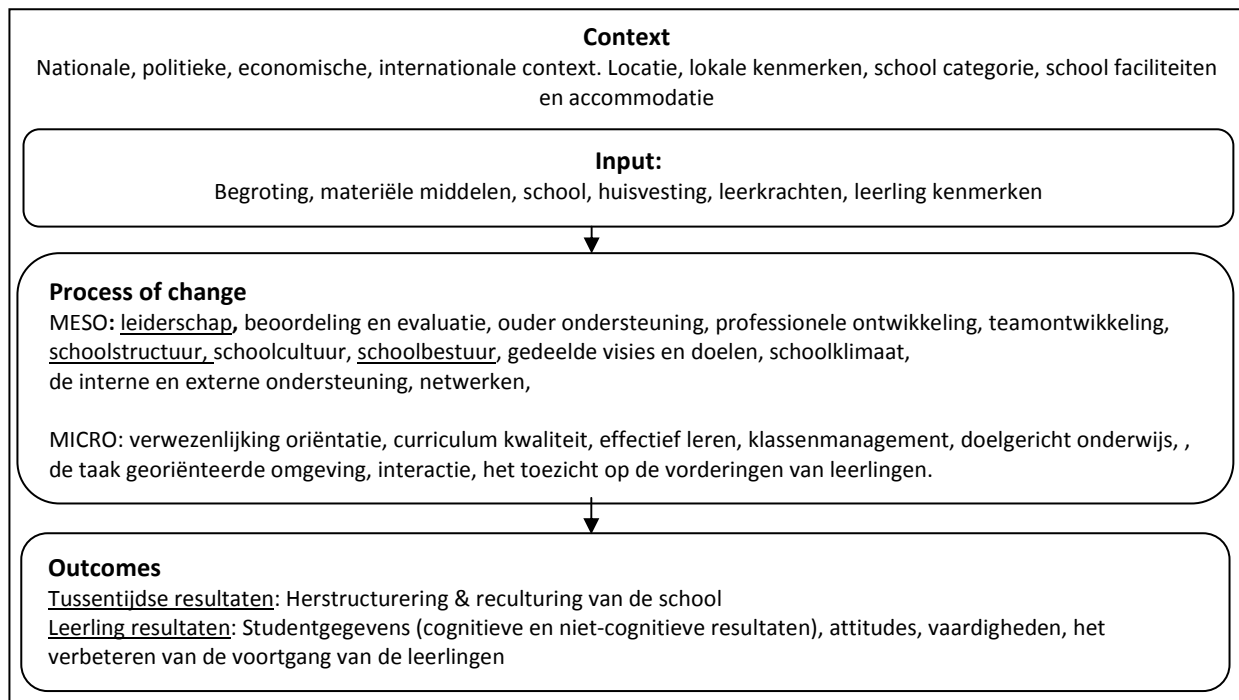 Context
Nationale, politieke, economische, internationale context. Locatie, lokale kenmerken, school categorie, school faciliteiten
en accommodatie
Input:
Begroting, materiële middelen, school, huisvesting, leerkrachten, leerling kenmerken
Process of change
MESO: leiderschap, beoordeling en evaluatie, ouder ondersteuning, professionele ontwikkeling, teamontwikkeling,
schoolstructuur, schoolcultuur, schoolbestuur, gedeelde visies en doelen, schoolklimaat,
de interne en externe ondersteuning, netwerken,
MICRO: verwezenlijking oriëntatie, curriculum kwaliteit, effectief leren, klassenmanagement, doelgericht onderwijs, ,
de taak georiënteerde omgeving, interactie, het toezicht op de vorderingen van leerlingen.
Outcomes
Tussentijdse resultaten: Herstructurering & reculturing van de school
Leerling resultaten: Studentgegevens (cognitieve en niet-cognitieve resultaten), attitudes, vaardigheden, het
verbeteren van de voortgang van de leerlingen